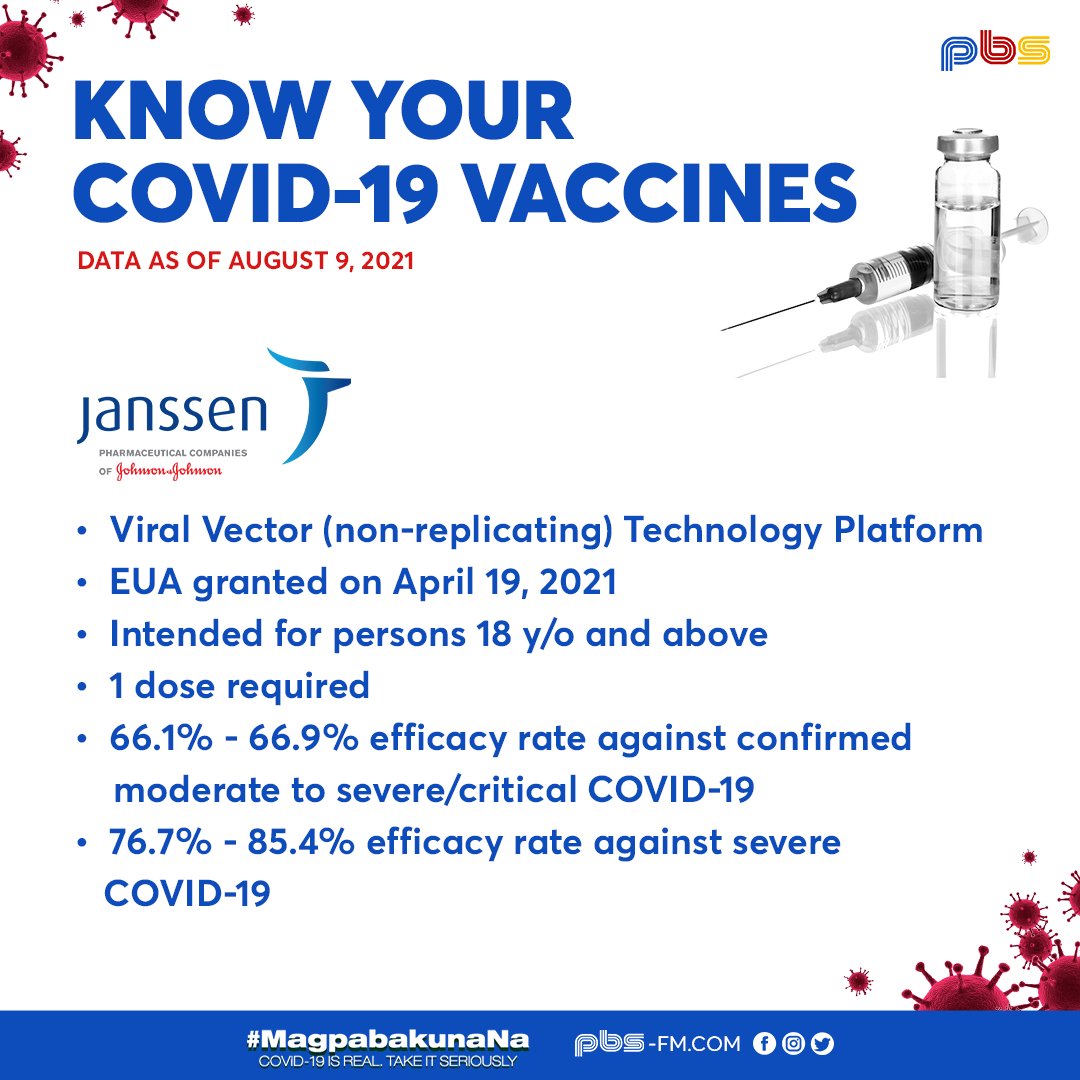 pbs
KNOW YOUR
COVID-19 VACCINES
DATA AS OF AUGUST 9, 2021
Janssen
PHARMACEUTICAL COMPANIES
OF Johnson & Johnson
• Viral Vector (non-replicating) Technology Platform
• EUA granted on April 19, 2021
• Intended for persons 18 y/o and above
• 1 dose required
• 66.1% - 66.9% efficacy rate against confirmed
moderate to severe/critical COVID-19
• 76.7% - 85.4% efficacy rate against severe
COVID-19
#MagpabakunaNa
COVID-19 IS REAL. TAKE IT SERIOUSLY
pbs-FM.COM